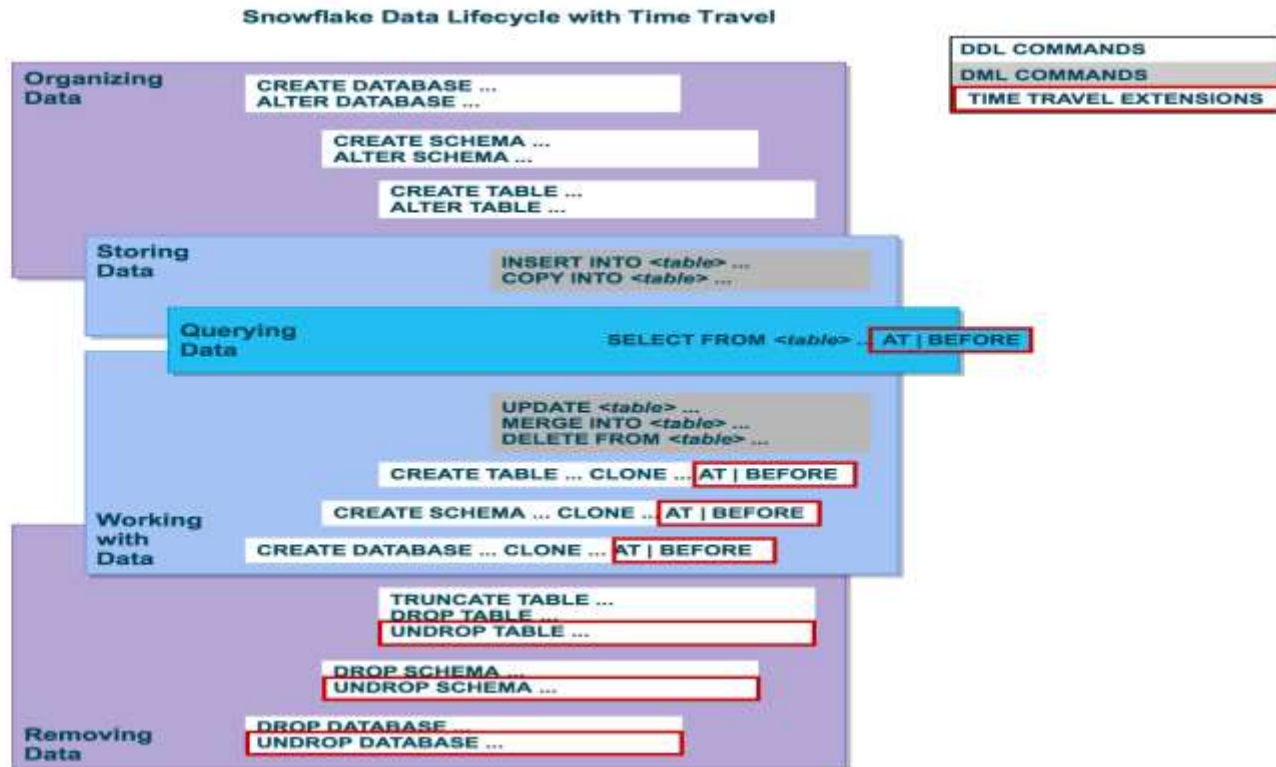 Snowflake Data Lifecycle with Time Travel
DDL COMMANDS
DML COMMANDS
TIME TRAVEL EXTENSIONS
Organizing
Data
CREATE DATABASE ...
ALTER DATABASE ...
CREATE SCHEMA ...
ALTER SCHEMA ...
CREATE TABLE ...
ALTER TABLE ...
Storing
Data
INSERT INTO <table> ...
COPY INTO <table> ...
Querying
Data
SELECT FROM <table> ... AT | BEFORE
UPDATE <table> ...
MERGE INTO <table> ...
DELETE FROM <table> ...
CREATE TABLE ... CLONE ... AT | BEFORE
CREATE SCHEMA ... CLONE ... AT | BEFORE
Working
with
Data
CREATE DATABASE ... CLONE ... AT | BEFORE
TRUNCATE TABLE ...
DROP TABLE ...
UNDROP TABLE ...
DROP SCHEMA ...
UNDROP SCHEMA ...
Removing
Data
DROP DATABASE ...
UNDROP DATABASE ...